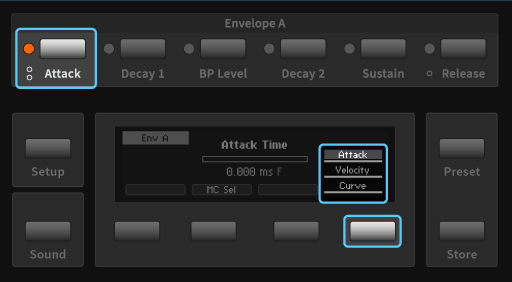 Envelope A
Attack
Decay 1
BP Level
Decay 2
Sustain
Release
Env A
Attack Time
Attack
Velocity
Curve
0.000 ms F
MC Sel
Setup
Preset
Sound
Store